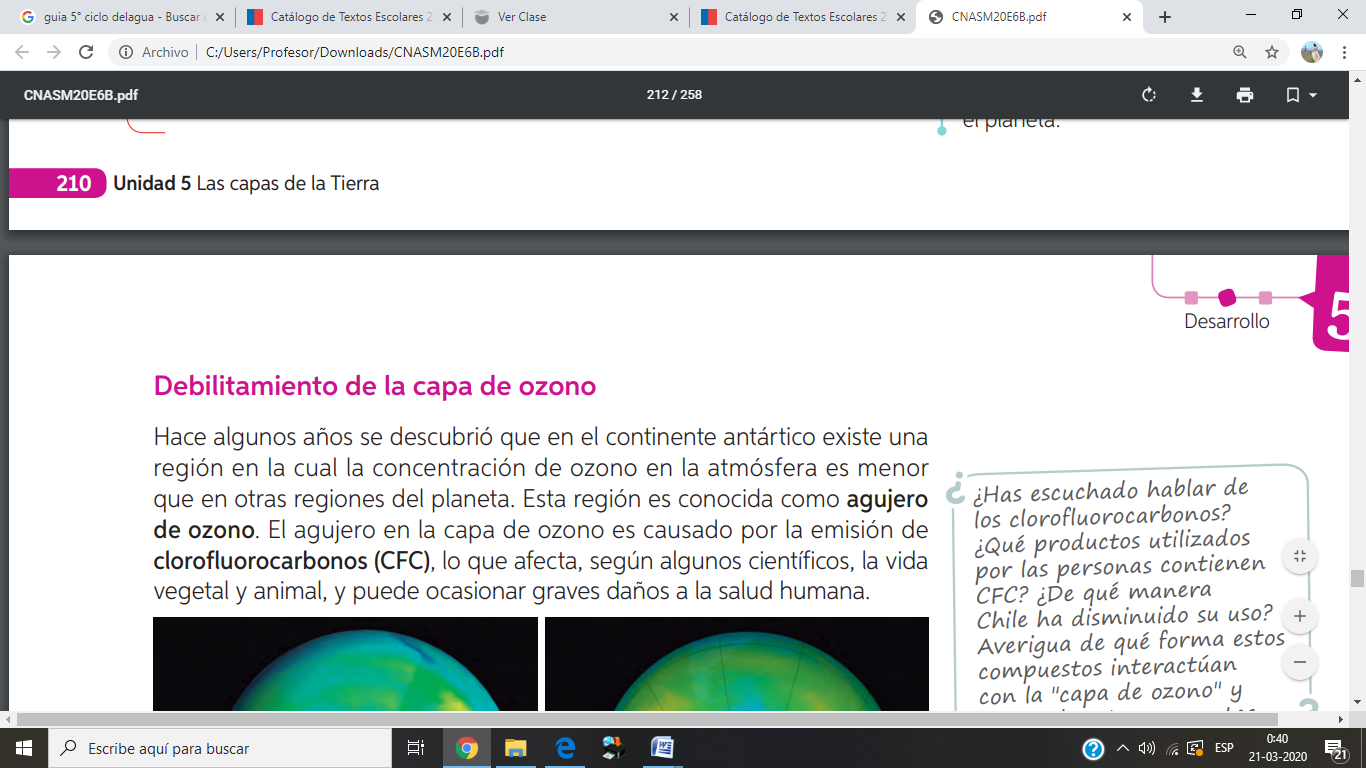 guia 5° ciclo delagua - Buscar
Catálogo de Textos Escolares 2
Ver Clase
Catálogo de Textos Escolares 2
CNASM20E6B.pdf
Archivo
C:/Users/Profesor/Downloads/CNASM20E6B.pdf
CNASM20E6B.pdf
212 / 258
el planeta.
210 Unidad 5 Las capas de la Tierra
5
Desarrollo
Debilitamiento de la capa de ozono
Hace algunos años se descubrió que en el continente antártico existe una
región en la cual la concentración de ozono en la atmósfera es menor
que en otras regiones del planeta. Esta región es conocida como agujero
de ozono. El agujero en la capa de ozono es causado por la emisión de
clorofluorocarbonos (CFC), lo que afecta, según algunos científicos, la vida
vegetal y animal, y puede ocasionar graves daños a la salud humana.
¿Has escuchado hablar de
los clorofluorocarbonos?
¿Qué productos utilizados
por las personas contienen
CFC? ¿De qué manera
Chile ha disminuido su uso?
Averigua de qué forma estos
compuestos interactúan
con la "capa de ozono" y
Escribe aquí para buscar
ESP
0:40
21-03-2020
21